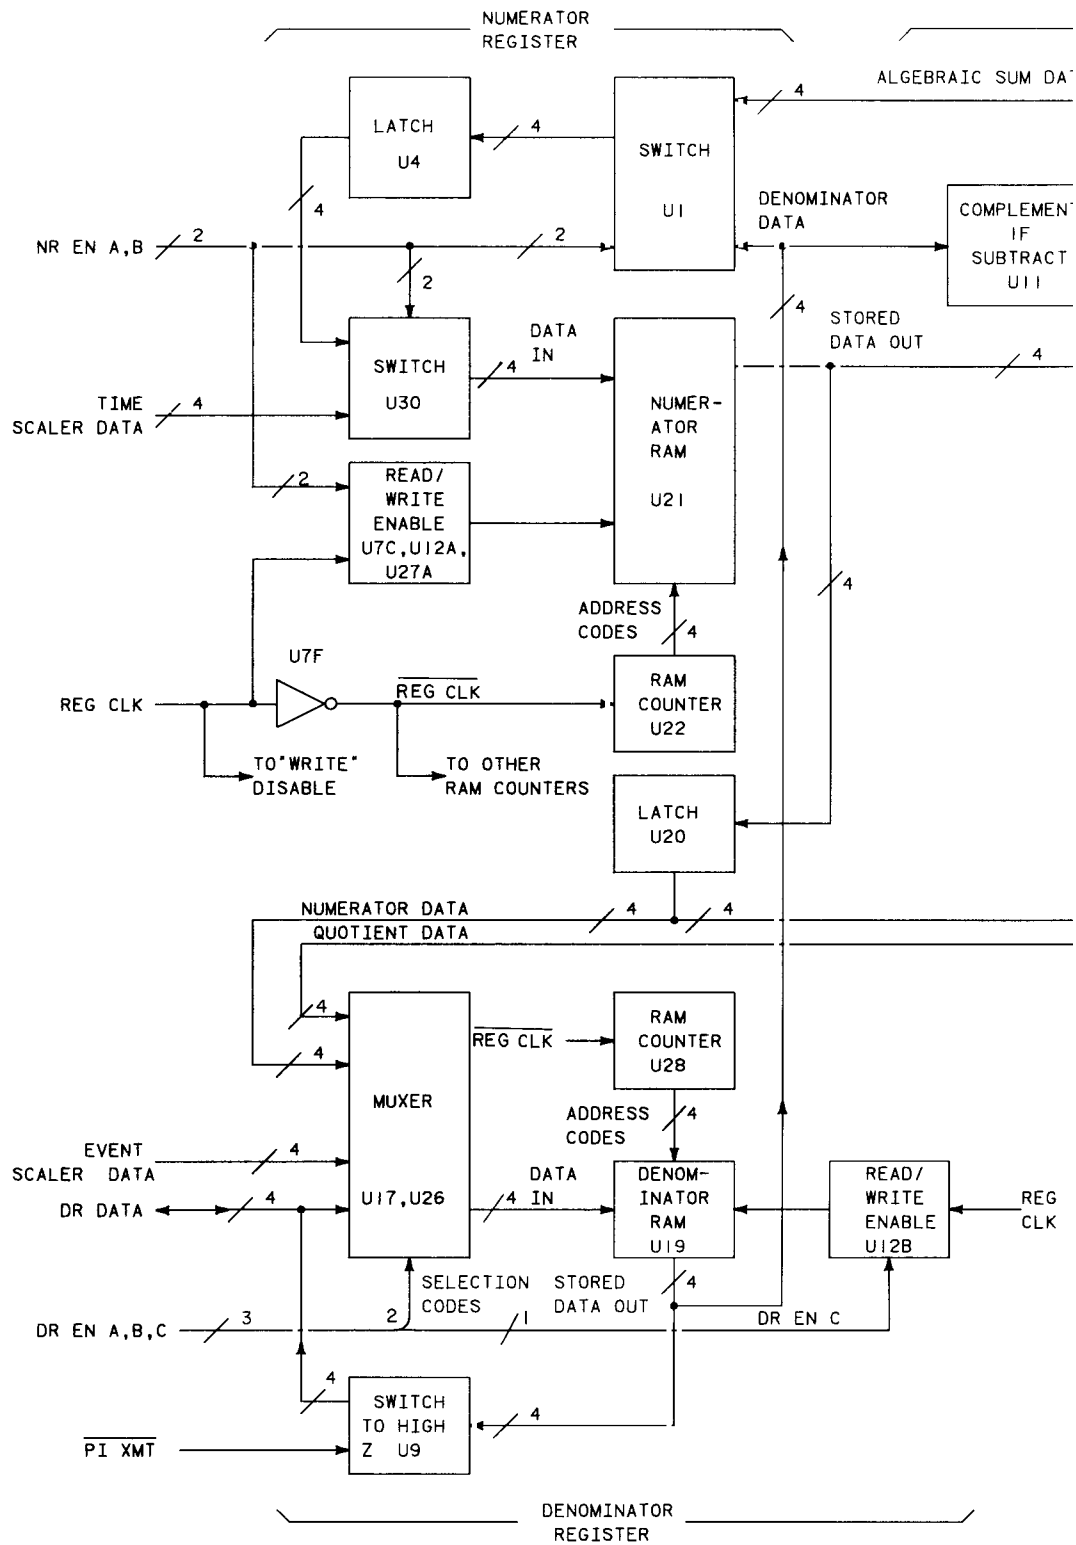 NUMERATOR
REGISTER
ALGEBRAIC SUM DAT
4
LATCH
U4
4
SWITCH
U1
4
DENOMINATOR
DATA
COMPLEMENT
IF
SUBTRACT
U11
NR EN A,B
2
2
2
4
STORED
DATA OUT
4
DATA
IN
4
SWITCH
U30
TIME
SCALER DATA
4
NUMER-
ATOR
RAM
U21
2
READ/
WRITE
ENABLE
U7C,U12A,
U27A
4
ADDRESS
CODES
4
U7F
REG CLK
REG CLK
RAM
COUNTER
U22
TO "WRITE"
DISABLE
TO OTHER
RAM COUNTERS
LATCH
U20
NUMERATOR DATA
4
4
QUOTIENT DATA
4
4
MUXER
U17,U26
REG CLK
RAM
COUNTER
U28
ADDRESS
CODES
4
EVENT
SCALER DATA
4
DR DATA
4
DATA
IN
4
DENOM-
INATOR
RAM
U19
READ/
WRITE
ENABLE
U12B
REG
CLK
SELECTION
CODES
STORED
DATA OUT
4
DR EN A,B,C
3
2
1
DR EN C
4
SWITCH
TO HIGH
Z U9
4
PI XMT
DENOMINATOR
REGISTER